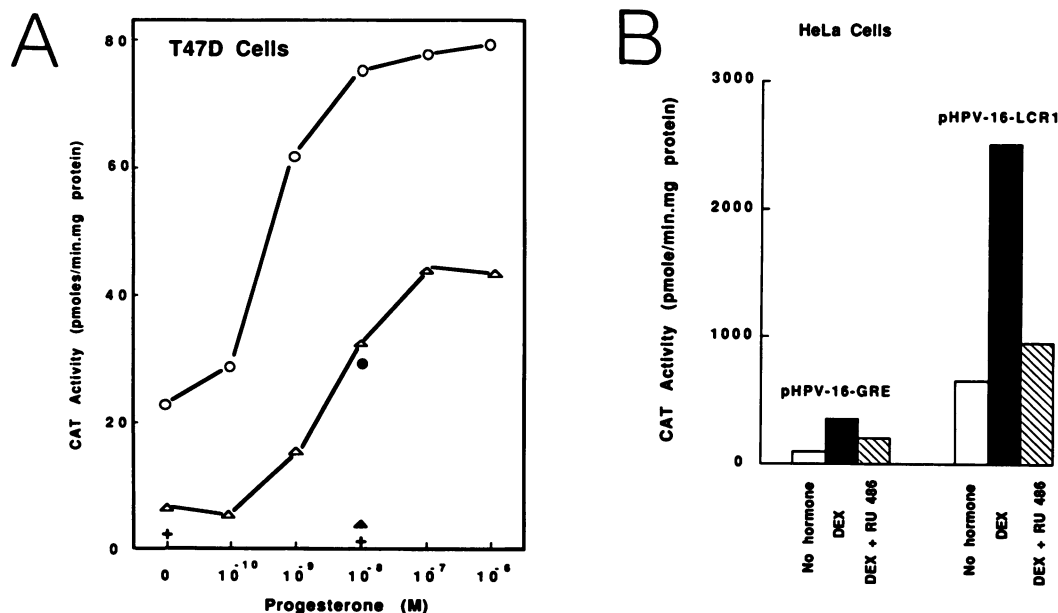 A
T47D Cells
CAT Activity (pmoles/min.mg protein)
80
60
40
20
0
0
10⁻¹⁰
10⁻⁹
10⁻⁸
10⁻⁷
10⁻⁶
Progesterone (M)
B
HeLa Cells
CAT Activity (pmole/min.mg protein)
3000
2000
1000
0
pHPV-16-LCR1
pHPV-16-GRE
No hormone
DEX
DEX + RU 486
No hormone
DEX
DEX + RU 486